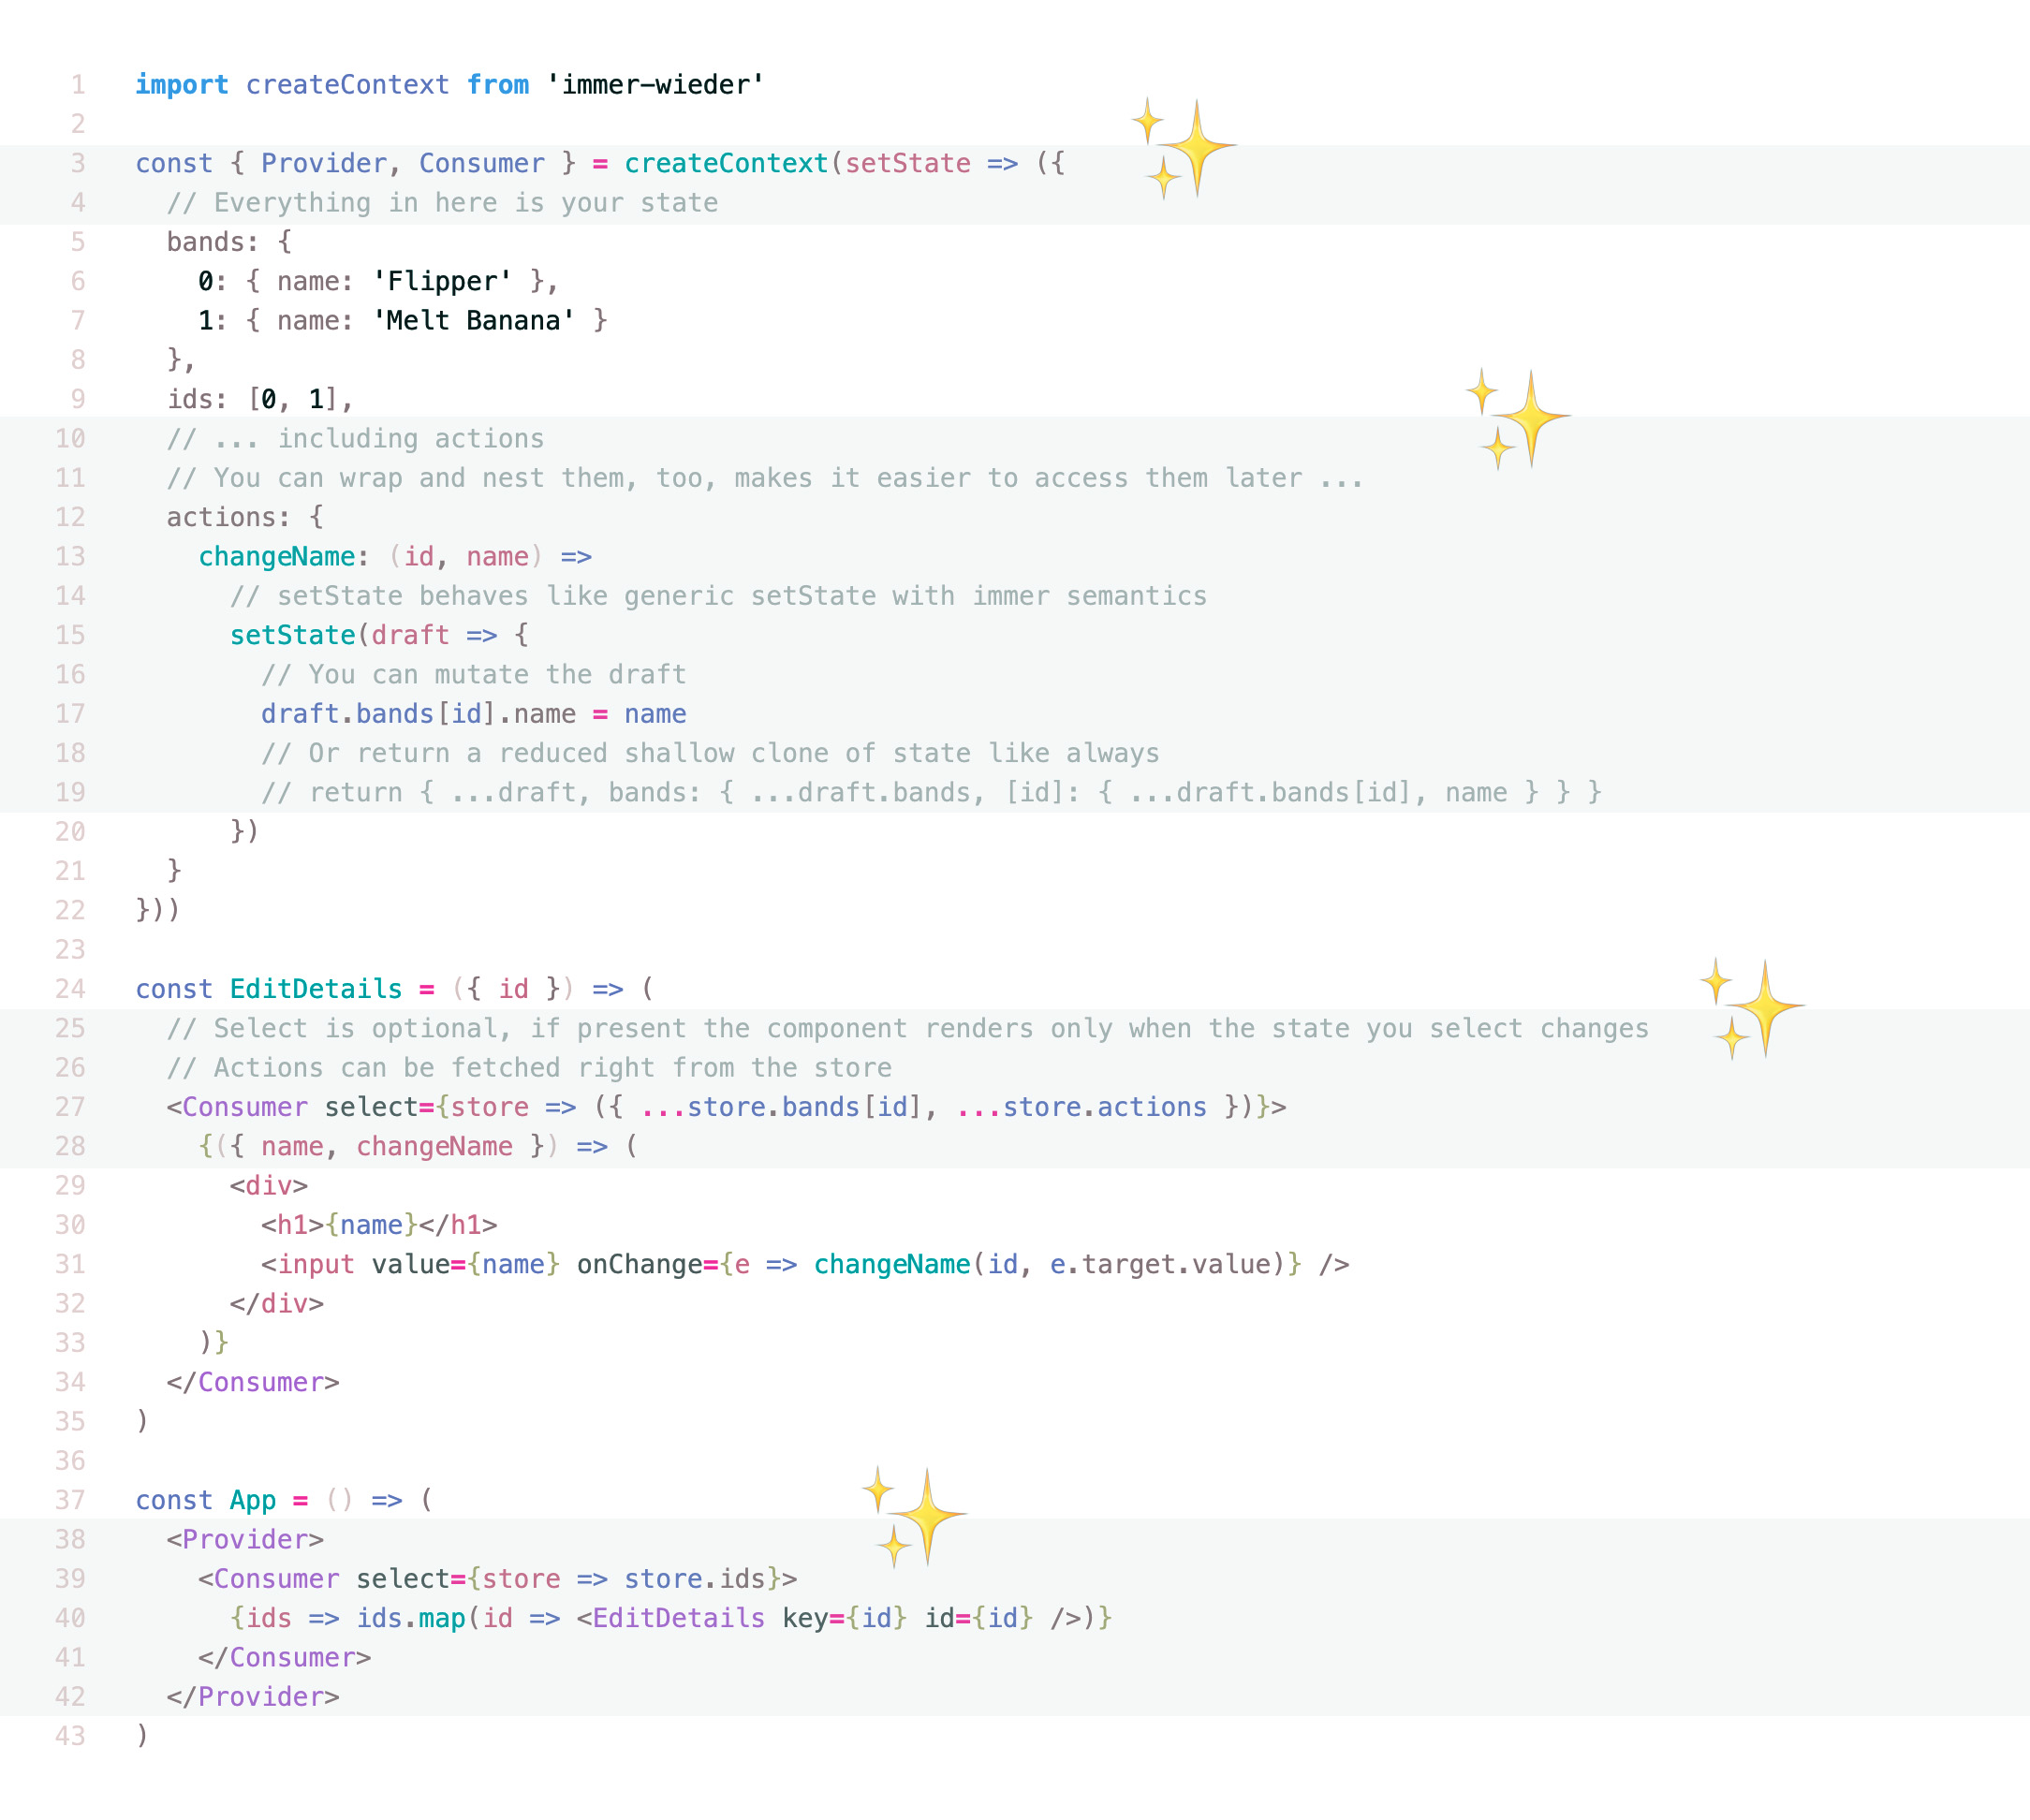 1 import createContext from 'immer-wieder'
2
3 const { Provider, Consumer } = createContext(setState => ({
4   // Everything in here is your state
5   bands: {
6     0: { name: 'Flipper' },
7     1: { name: 'Melt Banana' }
8   },
9   ids: [0, 1],
10   // ... including actions
11   // You can wrap and nest them, too, makes it easier to access them later ...
12   actions: {
13     changeName: (id, name) =>
14       // setState behaves like generic setState with immer semantics
15       setState(draft => {
16         // You can mutate the draft
17         draft.bands[id].name = name
18         // Or return a reduced shallow clone of state like always
19         // return { ...draft, bands: { ...draft.bands, [id]: { ...draft.bands[id], name } } }
20       })
21   }
22 }))
23
24 const EditDetails = ({ id }) => (
25   // Select is optional, if present the component renders only when the state you select changes
26   // Actions can be fetched right from the store
27   <Consumer select={store => ({ ...store.bands[id], ...store.actions })}>
28     {({ name, changeName }) => (
29       <div>
30         <h1>{name}</h1>
31         <input value={name} onChange={e => changeName(id, e.target.value)} />
32       </div>
33     )}
34   </Consumer>
35 )
36
37 const App = () => (
38   <Provider>
39     <Consumer select={store => store.ids}>
40       {ids => ids.map(id => <EditDetails key={id} id={id} />)}
41     </Consumer>
42   </Provider>
43 )